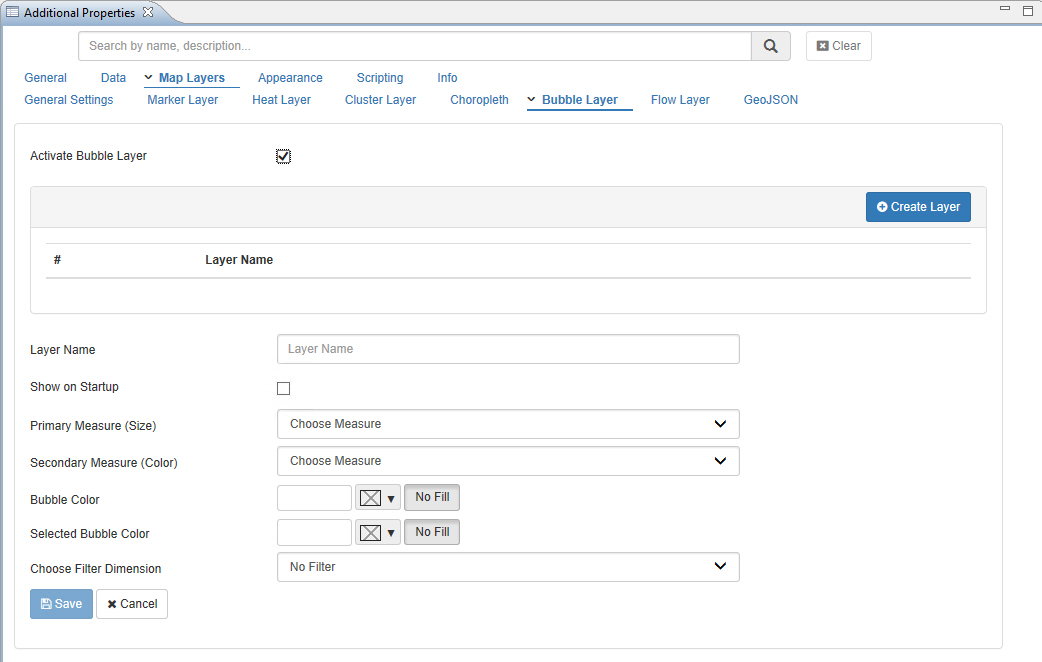 Additional Properties
Search by name, description...
Clear
General Data Map Layers Appearance Scripting Info
General Settings Marker Layer Heat Layer Cluster Layer Choropleth Bubble Layer Flow Layer GeoJSON
Activate Bubble Layer
Create Layer
# Layer Name
Layer Name Layer Name
Show on Startup
Primary Measure (Size) Choose Measure
Secondary Measure (Color) Choose Measure
Bubble Color No Fill
Selected Bubble Color No Fill
Choose Filter Dimension No Filter
Save Cancel